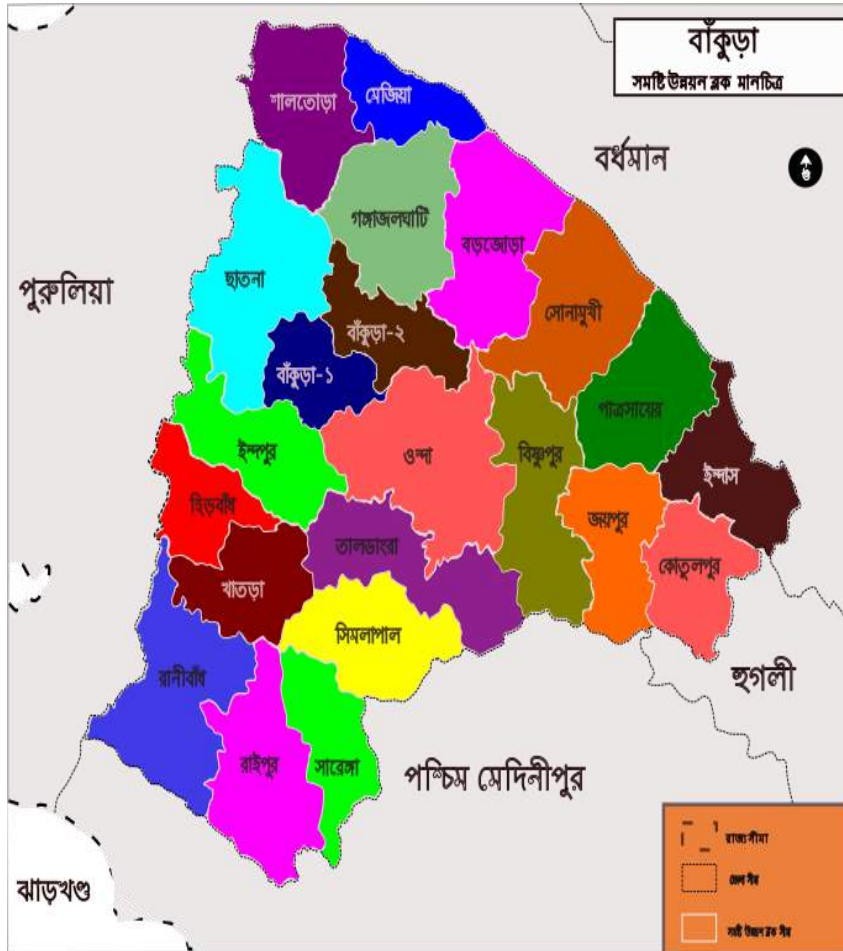 বাঁকুড়া
সমষ্টি উন্নয়ন ব্লক মানচিত্র
শালতোড়া
মেজিয়া
বর্ধমান
গঙ্গাজলঘাটি
বড়জোড়া
ছাতনা
পুরুলিয়া
সোনামুখী
বাঁকুড়া-২
বাঁকুড়া-১
পাত্রসায়ের
ইন্দপুর
ওন্দা
বিষ্ণুপুর
ইন্দাস
হিড়বাঁধ
জয়পুর
তালডাংরা
কোতুলপুর
খাতড়া
সিমলাপাল
রানীবাঁধ
হুগলী
রাইপুর
সারেঙ্গা
পশ্চিম মেদিনীপুর
ঝাড়খণ্ড
রাজ্য সীমা
জেলা সীমা